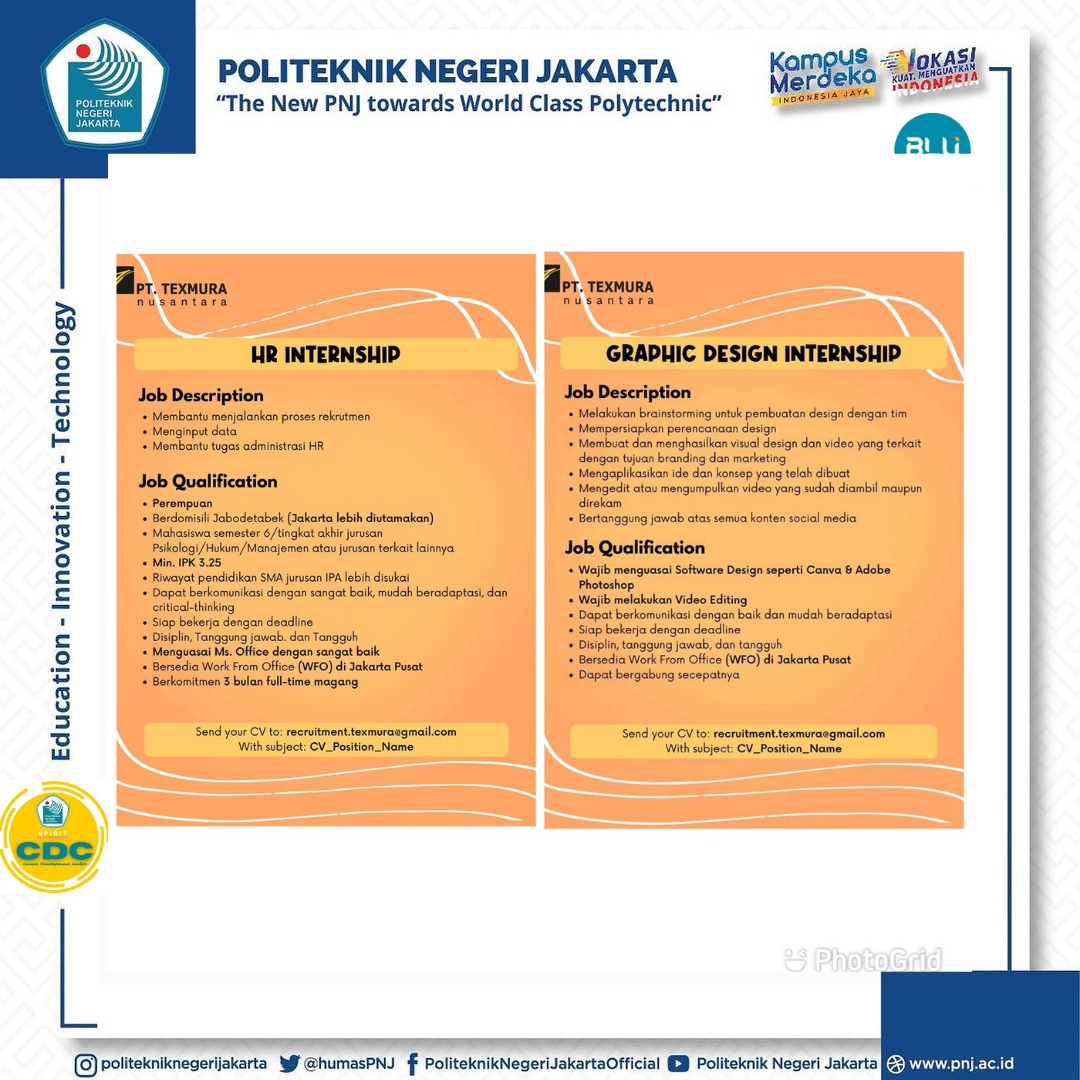 POLITEKNIK
NEGERI
JAKARTA
POLITEKNIK NEGERI JAKARTA
“The New PNJ towards World Class Polytechnic”
Kampus
Merdeka
INDONESIA JAYA
VOKASI
KUAT, MENGUATKAN
INDONESIA
BLU
Education - Innovation - Technology
PT. TEXMURA
nusantara
HR INTERNSHIP
Job Description
• Membantu menjalankan proses rekrutmen
• Menginput data
• Membantu tugas administrasi HR
Job Qualification
• Perempuan
• Berdomisili Jabodetabek (Jakarta lebih diutamakan)
• Mahasiswa semester 6/tingkat akhir jurusan
Psikologi/Hukum/Manajemen atau jurusan terkait lainnya
• Min. IPK 3.25
• Riwayat pendidikan SMA jurusan IPA lebih disukai
• Dapat berkomunikasi dengan sangat baik, mudah beradaptasi, dan
critical-thinking
• Siap bekerja dengan deadline
• Disiplin, Tanggung jawab. dan Tangguh
• Menguasai Ms. Office dengan sangat baik
• Bersedia Work From Office (WFO) di Jakarta Pusat
• Berkomitmen 3 bulan full-time magang
Send your CV to: recruitment.texmura@gmail.com
With subject: CV_Position_Name
PT. TEXMURA
nusantara
GRAPHIC DESIGN INTERNSHIP
Job Description
• Melakukan brainstorming untuk pembuatan design dengan tim
• Mempersiapkan perencanaan design
• Membuat dan menghasilkan visual design dan video yang terkait
dengan tujuan branding dan marketing
• Mengaplikasikan ide dan konsep yang telah dibuat
• Mengedit atau mengumpulkan video yang sudah diambil maupun
direkam
• Bertanggung jawab atas semua konten social media
Job Qualification
• Wajib menguasai Software Design seperti Canva & Adobe
Photoshop
• Wajib melakukan Video Editing
• Dapat berkomunikasi dengan baik dan mudah beradaptasi
• Siap bekerja dengan deadline
• Disiplin, tanggung jawab, dan tangguh
• Bersedia Work From Office (WFO) di Jakarta Pusat
• Dapat bergabung secepatnya
Send your CV to: recruitment.texmura@gmail.com
With subject: CV_Position_Name
SPIRIT
CDC
PhotoGrid
politekniknegerijakarta
@humasPNJ
PoliteknikNegeriJakartaOfficial
Politeknik Negeri Jakarta
www.pnj.ac.id